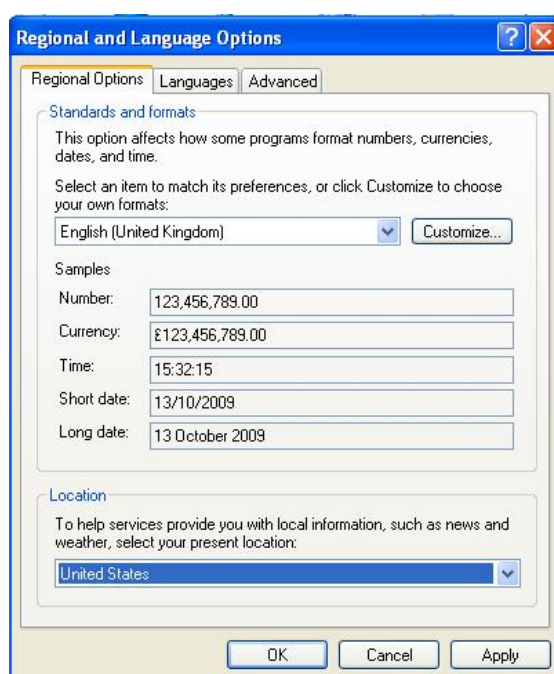 Regional and Language Options
Regional Options Languages Advanced
Standards and formats
This option affects how some programs format numbers, currencies,
dates, and time.
Select an item to match its preferences, or click Customize to choose
your own formats:
English (United Kingdom) Customize...
Samples
Number: 123,456,789.00
Currency: £123,456,789.00
Time: 15:32:15
Short date: 13/10/2009
Long date: 13 October 2009
Location
To help services provide you with local information, such as news and
weather, select your present location:
United States
OK Cancel Apply